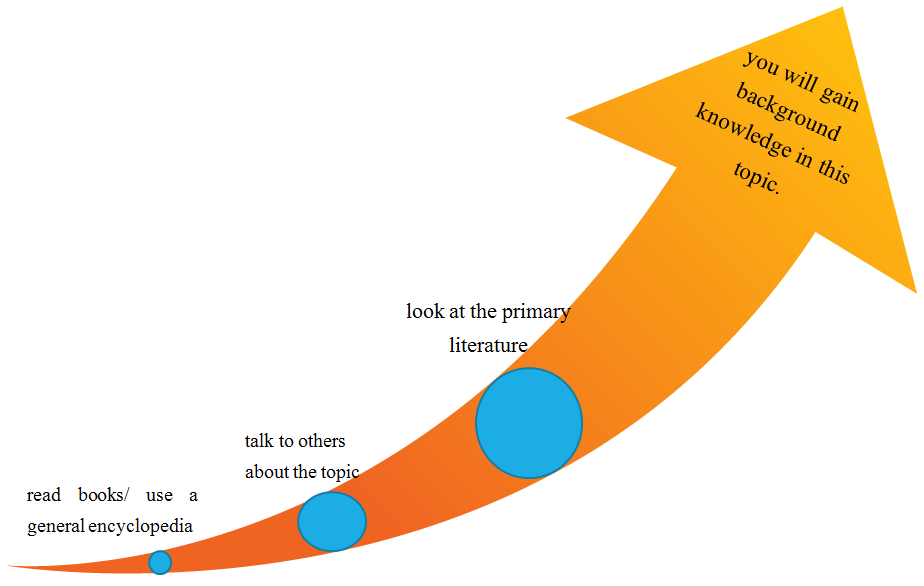 read books/ use a
general encyclopedia
talk to others
about the topic
look at the primary
literature
you will gain
background
knowledge in this
topic.